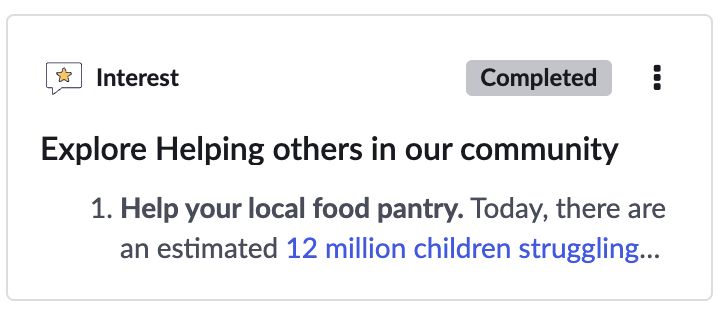 Interest
Completed
Explore Helping others in our community
1. Help your local food pantry. Today, there are
an estimated 12 million children struggling...